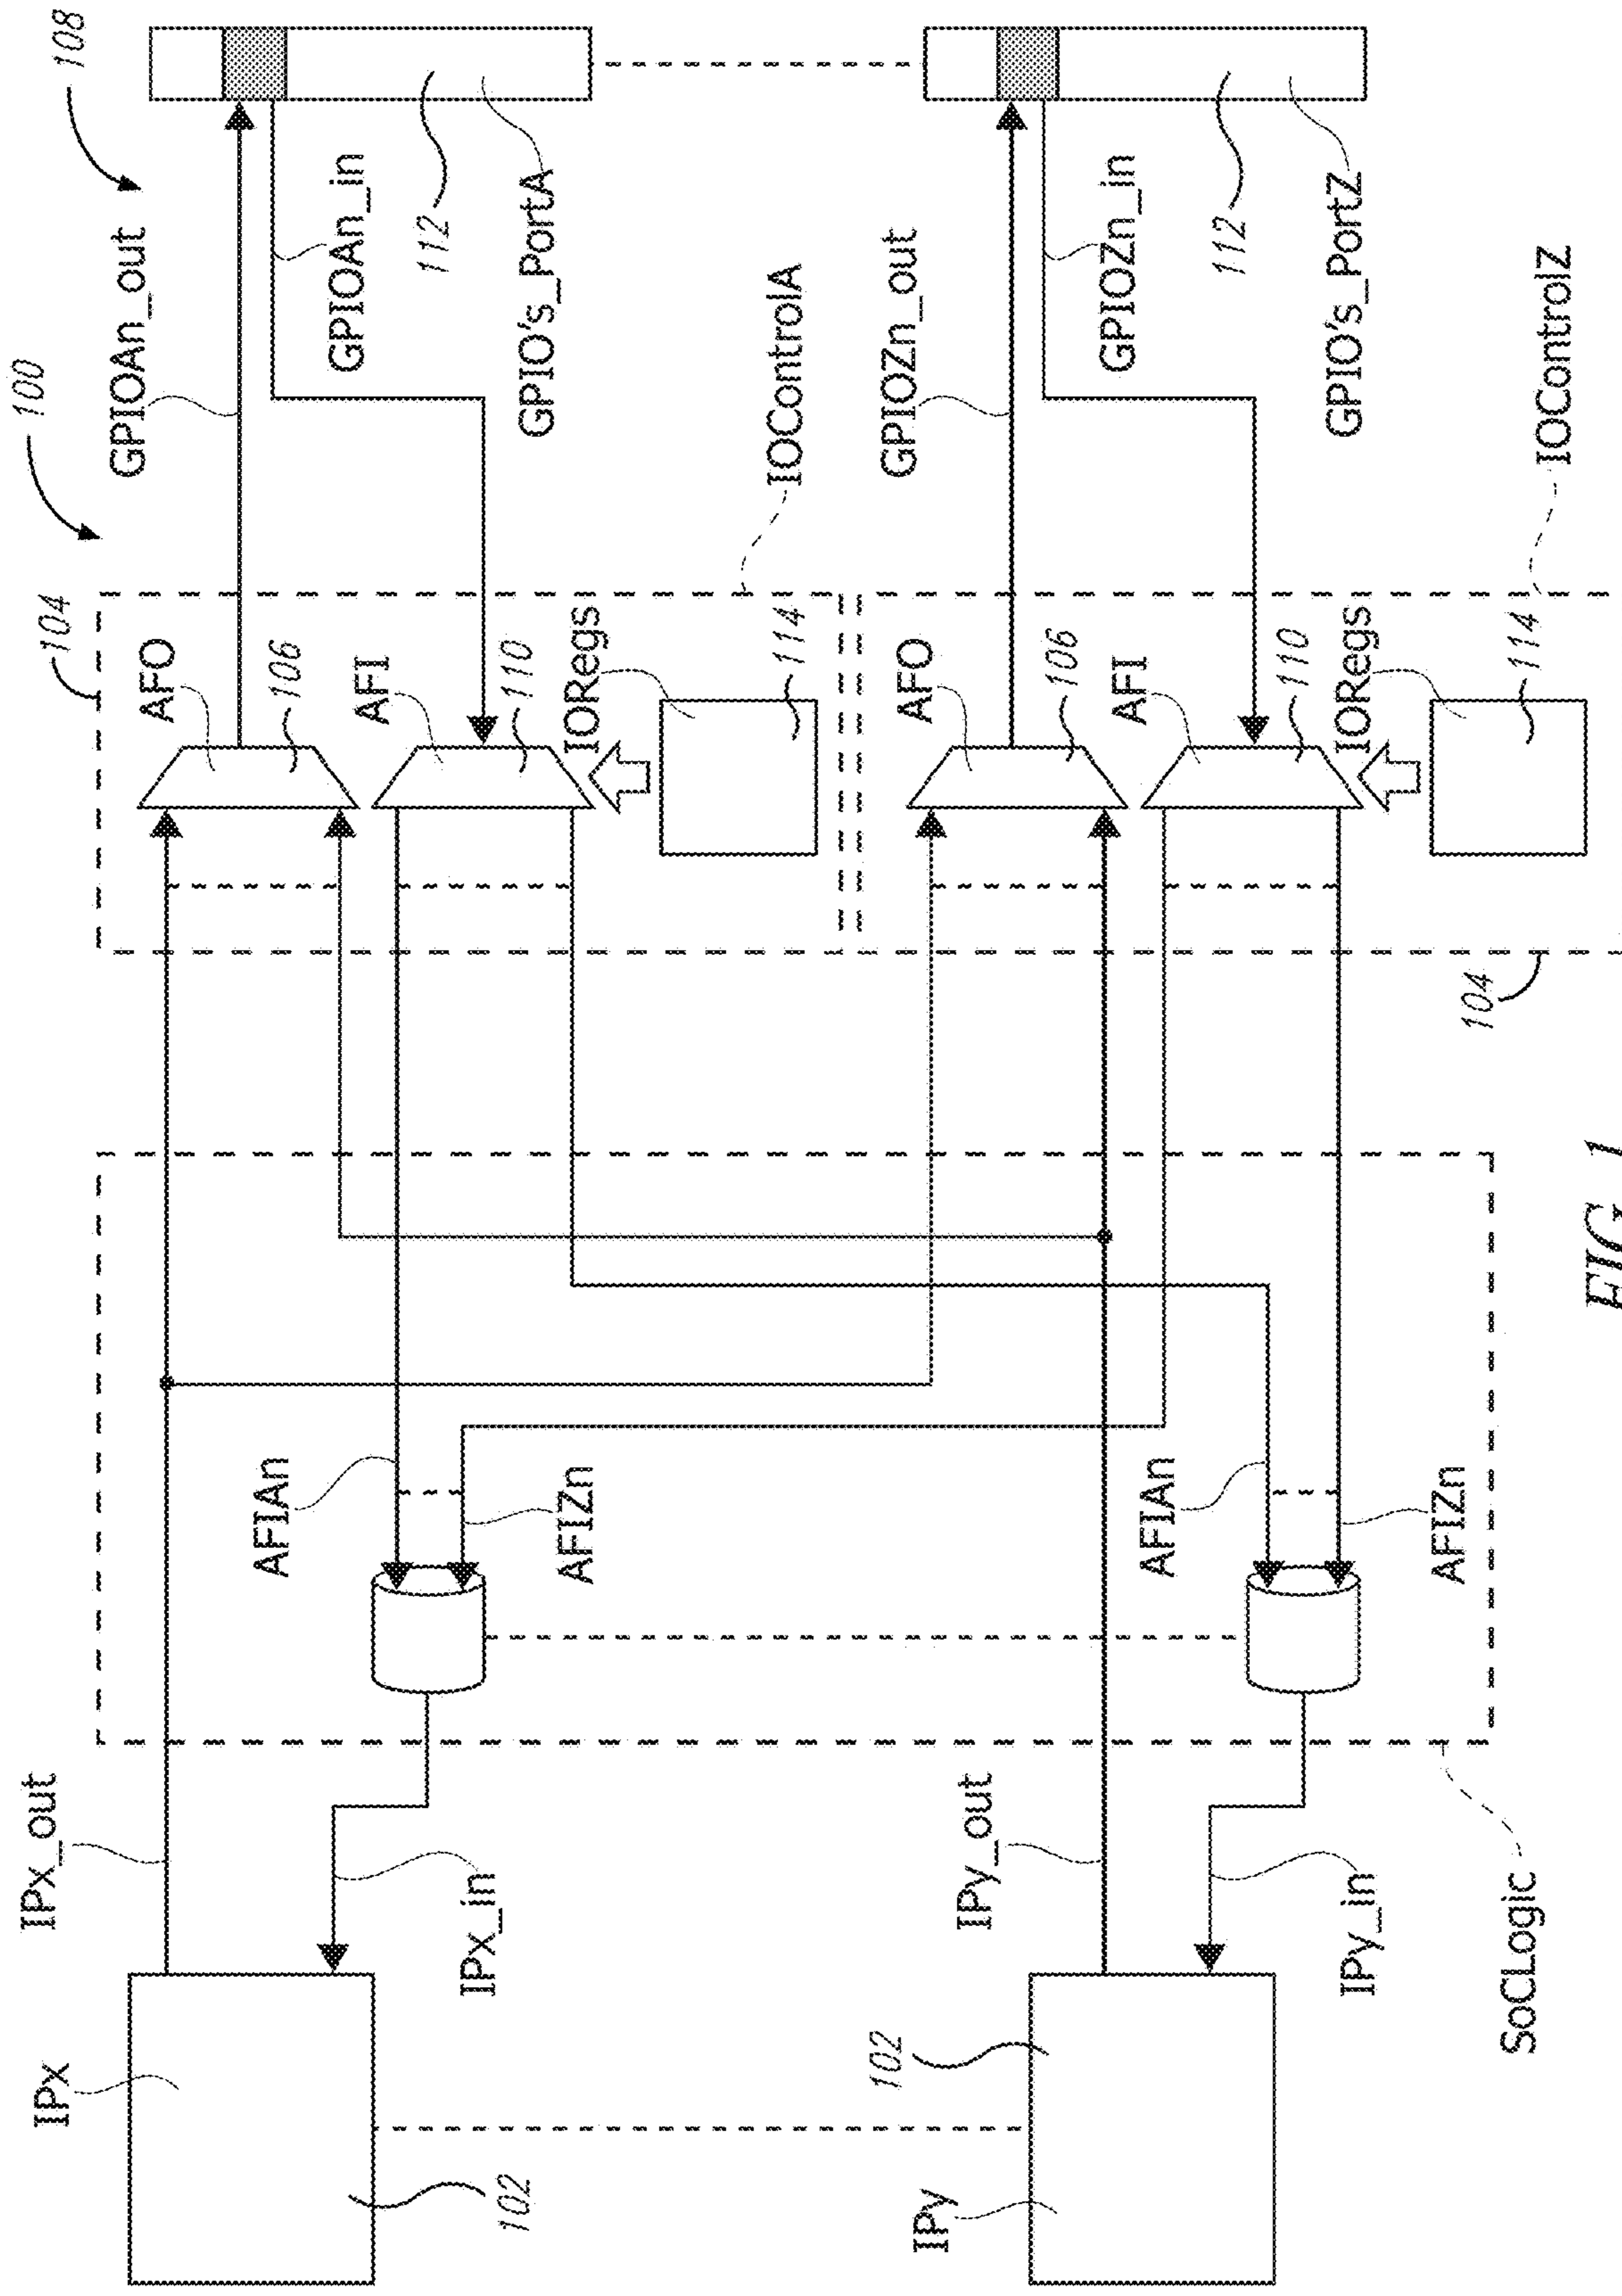 100
108
IPx
IPx_out
AFIAn
104
AFO
GPIOAn_out
106
AFI
GPIOAn_in
112
102
IPx_in
AFIZn
110
IORegs
GPIO's_PortA
114
IOControlA
IPy
102
IPy_out
AFIAn
AFO
GPIOZn_out
106
AFI
GPIOZn_in
112
IPy_in
AFIZn
110
IORegs
GPIO's_PortZ
114
SoCLogic
104
IOControlZ
FIG. 1